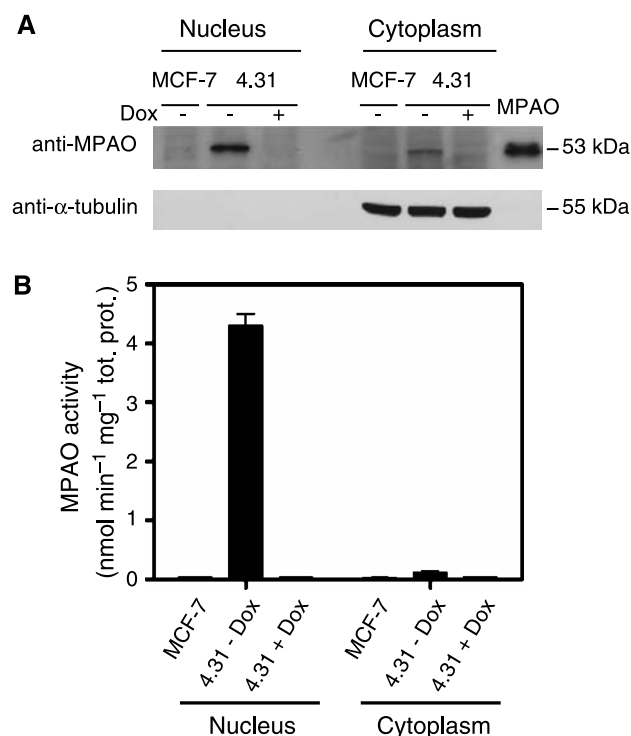 A
Nucleus Cytoplasm
MCF-7 4.31 MCF-7 4.31
Dox - - + - - + MPAO
anti-MPAO – 53 kDa
anti-α-tubulin – 55 kDa
B
MPAO activity
(nmol min⁻¹ mg⁻¹ tot. prot.)
5
4
3
2
1
0
MCF-7 4.31 - Dox 4.31 + Dox MCF-7 4.31 - Dox 4.31 + Dox
Nucleus Cytoplasm